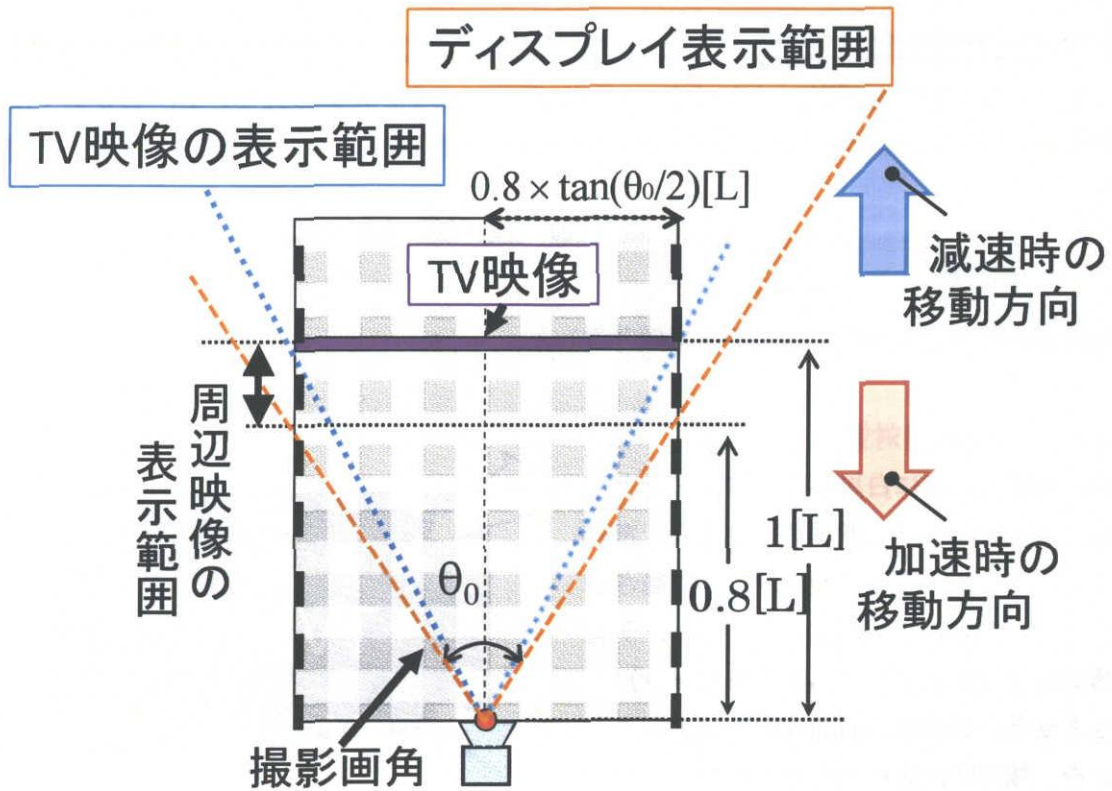 ディスプレイ表示範囲
TV映像の表示範囲
0.8×tan(θ₀/2)[L]
TV映像
減速時の
移動方向
周辺映像の
表示範囲
θ₀
1[L]
0.8[L]
加速時の
移動方向
撮影画角